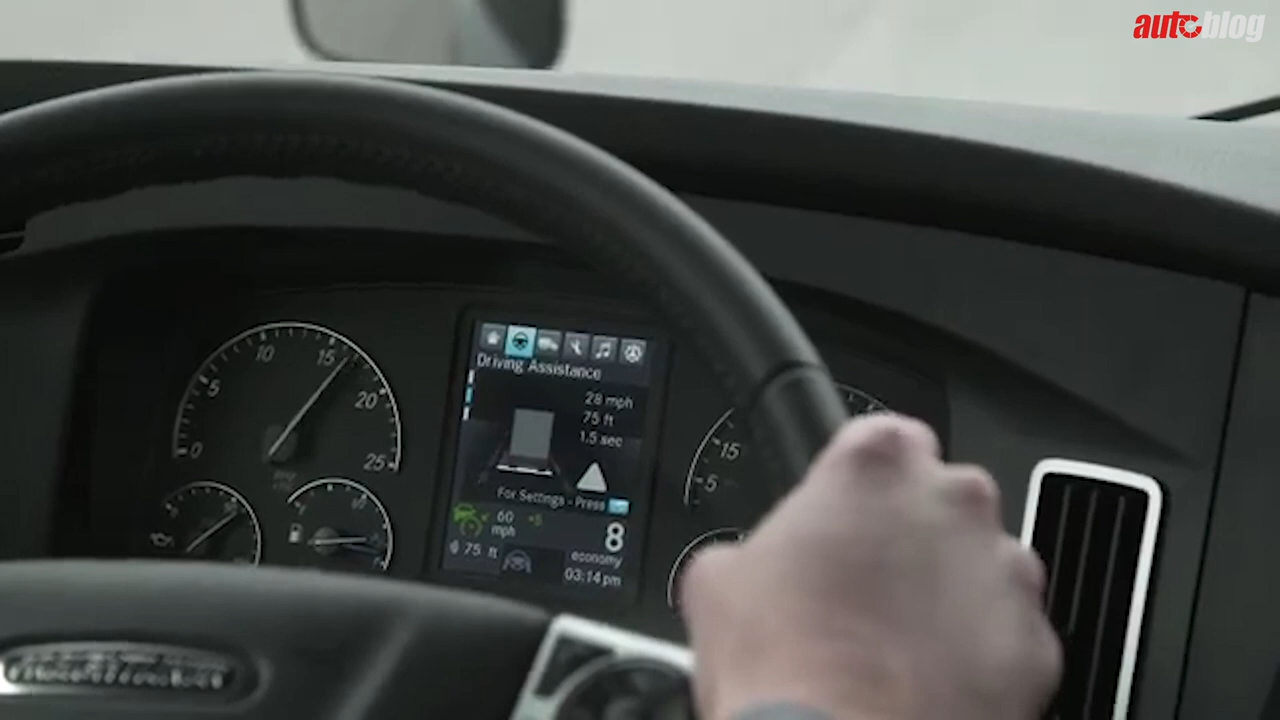 autoblog
10
15
5
20
0
25
Driving Assistance
28 mph
75 ft
1.5 sec
For Settings - Press
60
mph
+5
8
75 ft
economy
03:14 pm
15
5